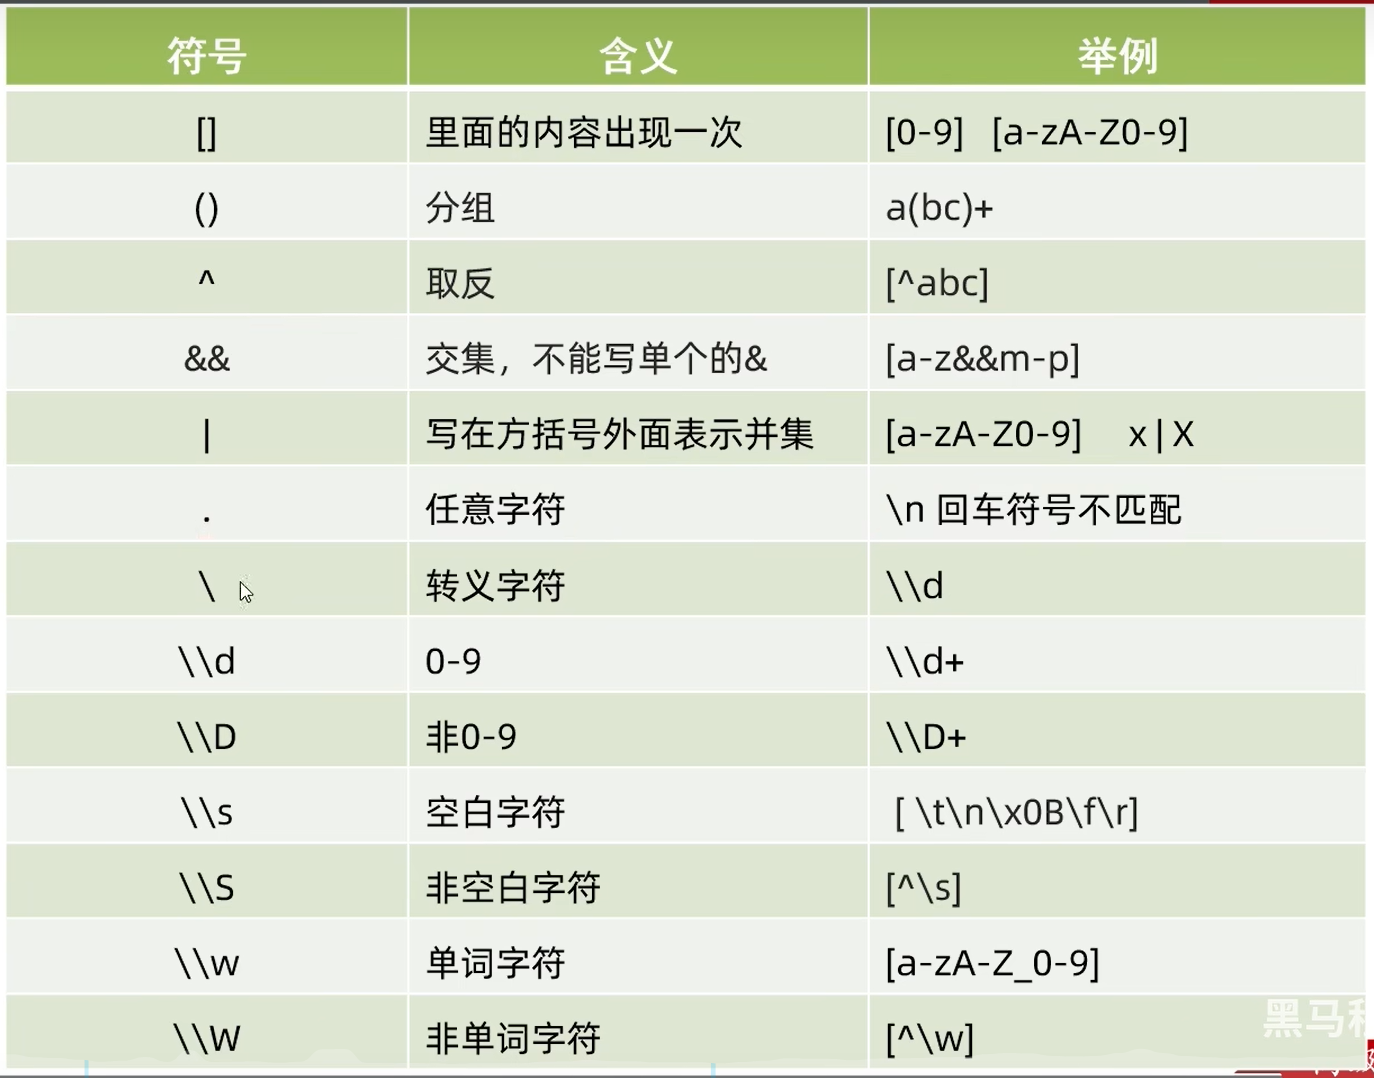 符号 含义 举例
[] 里面的内容出现一次 [0-9] [a-zA-Z0-9]
() 分组 a(bc)+
^ 取反 [^abc]
&& 交集，不能写单个的& [a-z&&m-p]
| 写在方括号外面表示并集 [a-zA-Z0-9] x|X
. 任意字符 \n 回车符号不匹配
\ 转义字符 \\d
\\d 0-9 \\d+
\\D 非0-9 \\D+
\\s 空白字符 [ \t\n\x0B\f\r]
\\S 非空白字符 [^\s]
\\w 单词字符 [a-zA-Z_0-9]
\\W 非单词字符 [^\w]
黑马